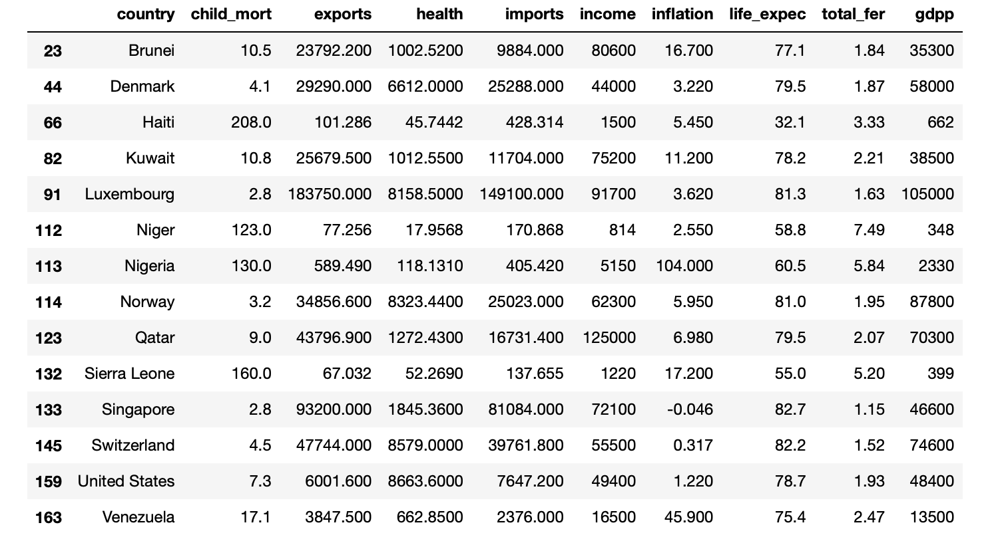 country child_mort exports health imports income inflation life_expec total_fer gdpp
23 Brunei 10.5 23792.200 1002.5200 9884.000 80600 16.700 77.1 1.84 35300
44 Denmark 4.1 29290.000 6612.0000 25288.000 44000 3.220 79.5 1.87 58000
66 Haiti 208.0 101.286 45.7442 428.314 1500 5.450 32.1 3.33 662
82 Kuwait 10.8 25679.500 1012.5500 11704.000 75200 11.200 78.2 2.21 38500
91 Luxembourg 2.8 183750.000 8158.5000 149100.000 91700 3.620 81.3 1.63 105000
112 Niger 123.0 77.256 17.9568 170.868 814 2.550 58.8 7.49 348
113 Nigeria 130.0 589.490 118.1310 405.420 5150 104.000 60.5 5.84 2330
114 Norway 3.2 34856.600 8323.4400 25023.000 62300 5.950 81.0 1.95 87800
123 Qatar 9.0 43796.900 1272.4300 16731.400 125000 6.980 79.5 2.07 70300
132 Sierra Leone 160.0 67.032 52.2690 137.655 1220 17.200 55.0 5.20 399
133 Singapore 2.8 93200.000 1845.3600 81084.000 72100 -0.046 82.7 1.15 46600
145 Switzerland 4.5 47744.000 8579.0000 39761.800 55500 0.317 82.2 1.52 74600
159 United States 7.3 6001.600 8663.6000 7647.200 49400 1.220 78.7 1.93 48400
163 Venezuela 17.1 3847.500 662.8500 2376.000 16500 45.900 75.4 2.47 13500